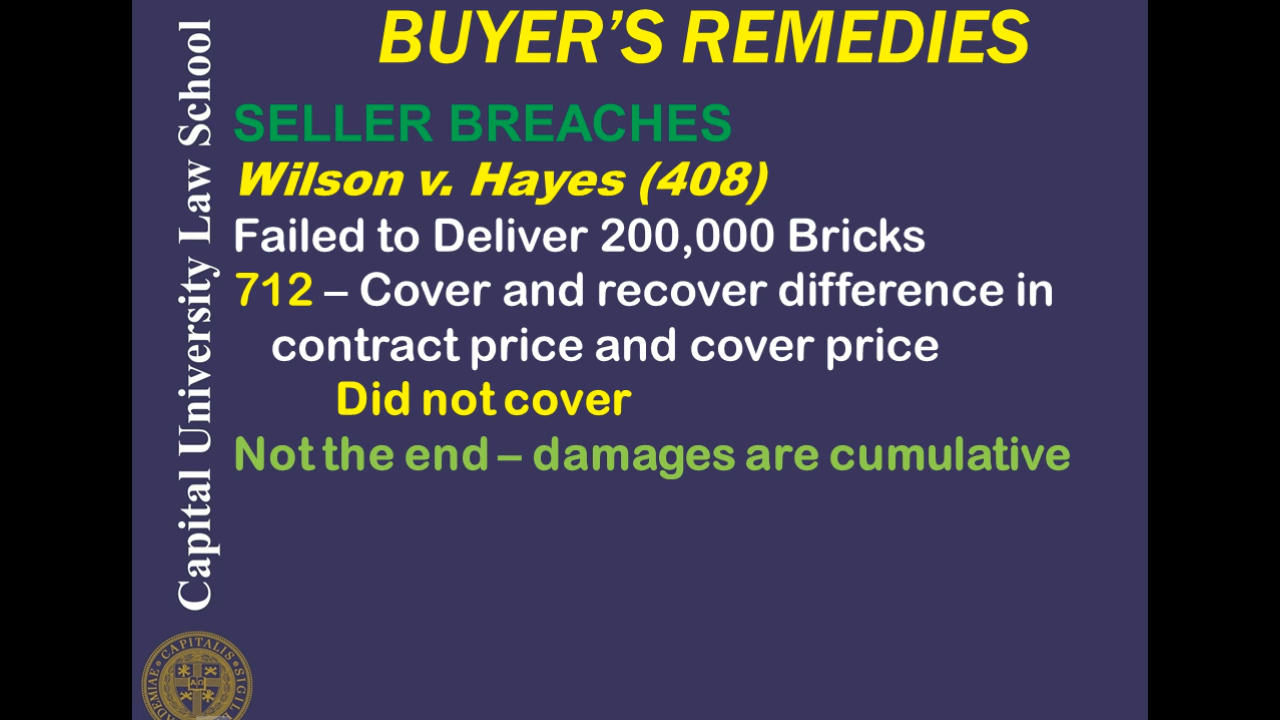 BUYER'S REMEDIES
Capital University Law School
SELLER BREACHES
Wilson v. Hayes (408)
Failed to Deliver 200,000 Bricks
712 – Cover and recover difference in
contract price and cover price
Did not cover
Not the end – damages are cumulative
CAPITALIS